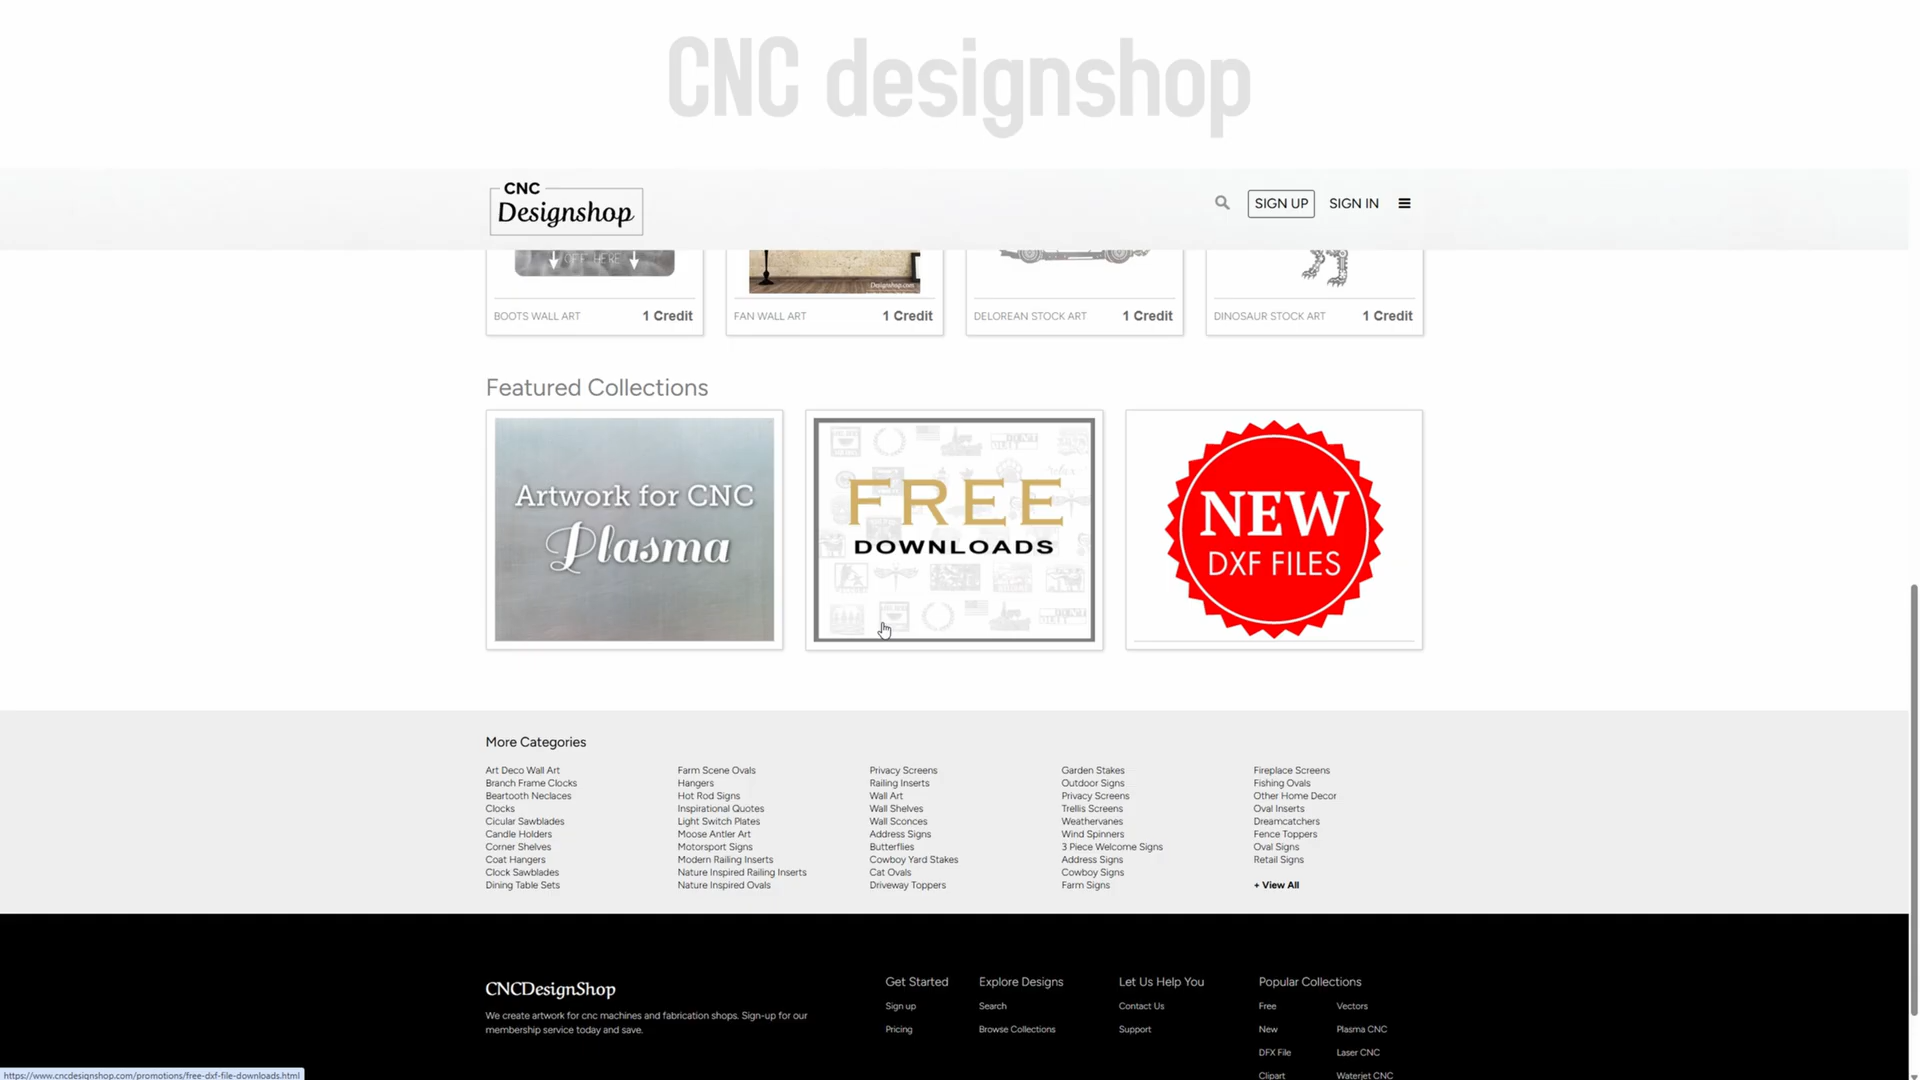 CNC designshop
CNC
Designshop
SIGN UP
SIGN IN
OFF HERE
Designshop.com
BOOTS WALL ART
1 Credit
FAN WALL ART
1 Credit
DELOREAN STOCK ART
1 Credit
DINOSAUR STOCK ART
1 Credit
Featured Collections
Artwork for CNC
Plasma
FREE
DOWNLOADS
NEW
DXF FILES
More Categories
Art Deco Wall Art
Branch Frame Clocks
Beartooth Neclaces
Clocks
Cicular Sawblades
Candle Holders
Corner Shelves
Coat Hangers
Clock Sawblades
Dining Table Sets
Farm Scene Ovals
Hangers
Hot Rod Signs
Inspirational Quotes
Light Switch Plates
Moose Antler Art
Motorsport Signs
Modern Railing Inserts
Nature Inspired Railing Inserts
Nature Inspired Ovals
Privacy Screens
Railing Inserts
Wall Art
Wall Shelves
Wall Sconces
Address Signs
Butterflies
Cowboy Yard Stakes
Cat Ovals
Driveway Toppers
Garden Stakes
Outdoor Signs
Privacy Screens
Trellis Screens
Weathervanes
Wind Spinners
3 Piece Welcome Signs
Address Signs
Cowboy Signs
Farm Signs
Fireplace Screens
Fishing Ovals
Other Home Decor
Oval Inserts
Dreamcatchers
Fence Toppers
Oval Signs
Retail Signs
+ View All
CNCDesignShop
We create artwork for cnc machines and fabrication shops. Sign-up for our
membership service today and save.
Get Started
Sign up
Pricing
Explore Designs
Search
Browse Collections
Let Us Help You
Contact Us
Support
Popular Collections
Free
New
DFX File
Clipart
Vectors
Plasma CNC
Laser CNC
Waterjet CNC
https://www.cncdesignshop.com/promotions/free-dxf-file-downloads.html